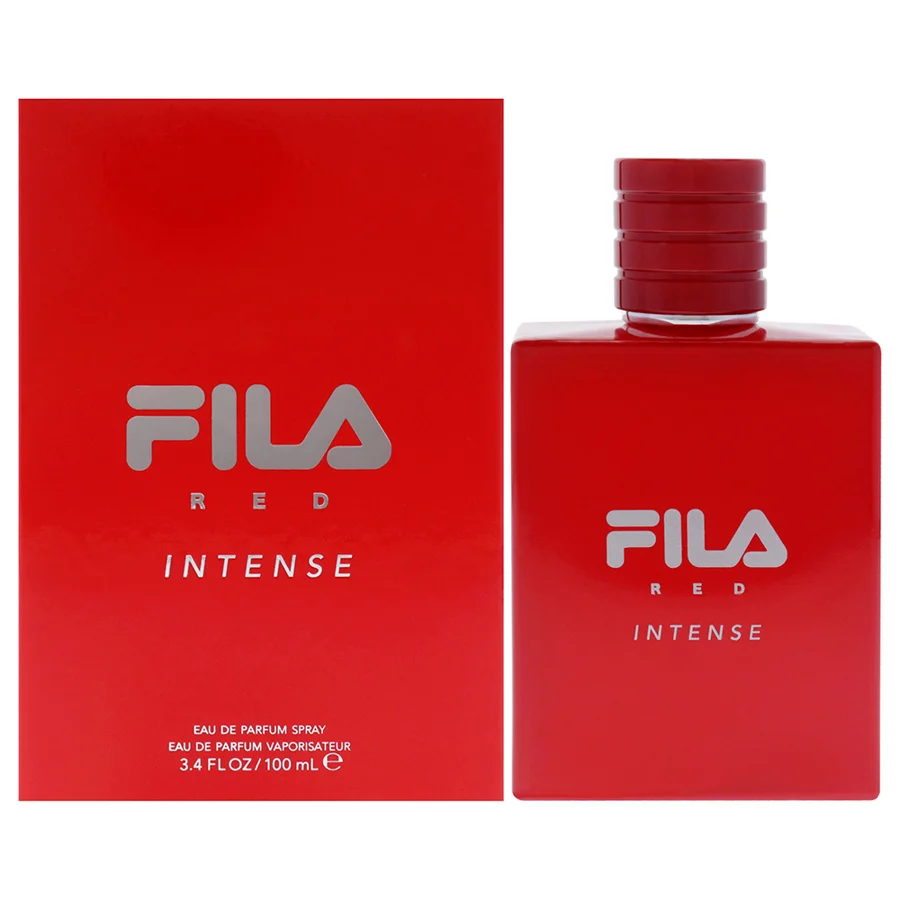 FILA
RED
INTENSE
EAU DE PARFUM SPRAY
EAU DE PARFUM VAPORISATEUR
3.4 FL OZ / 100 mL ℮
FILA
RED
INTENSE